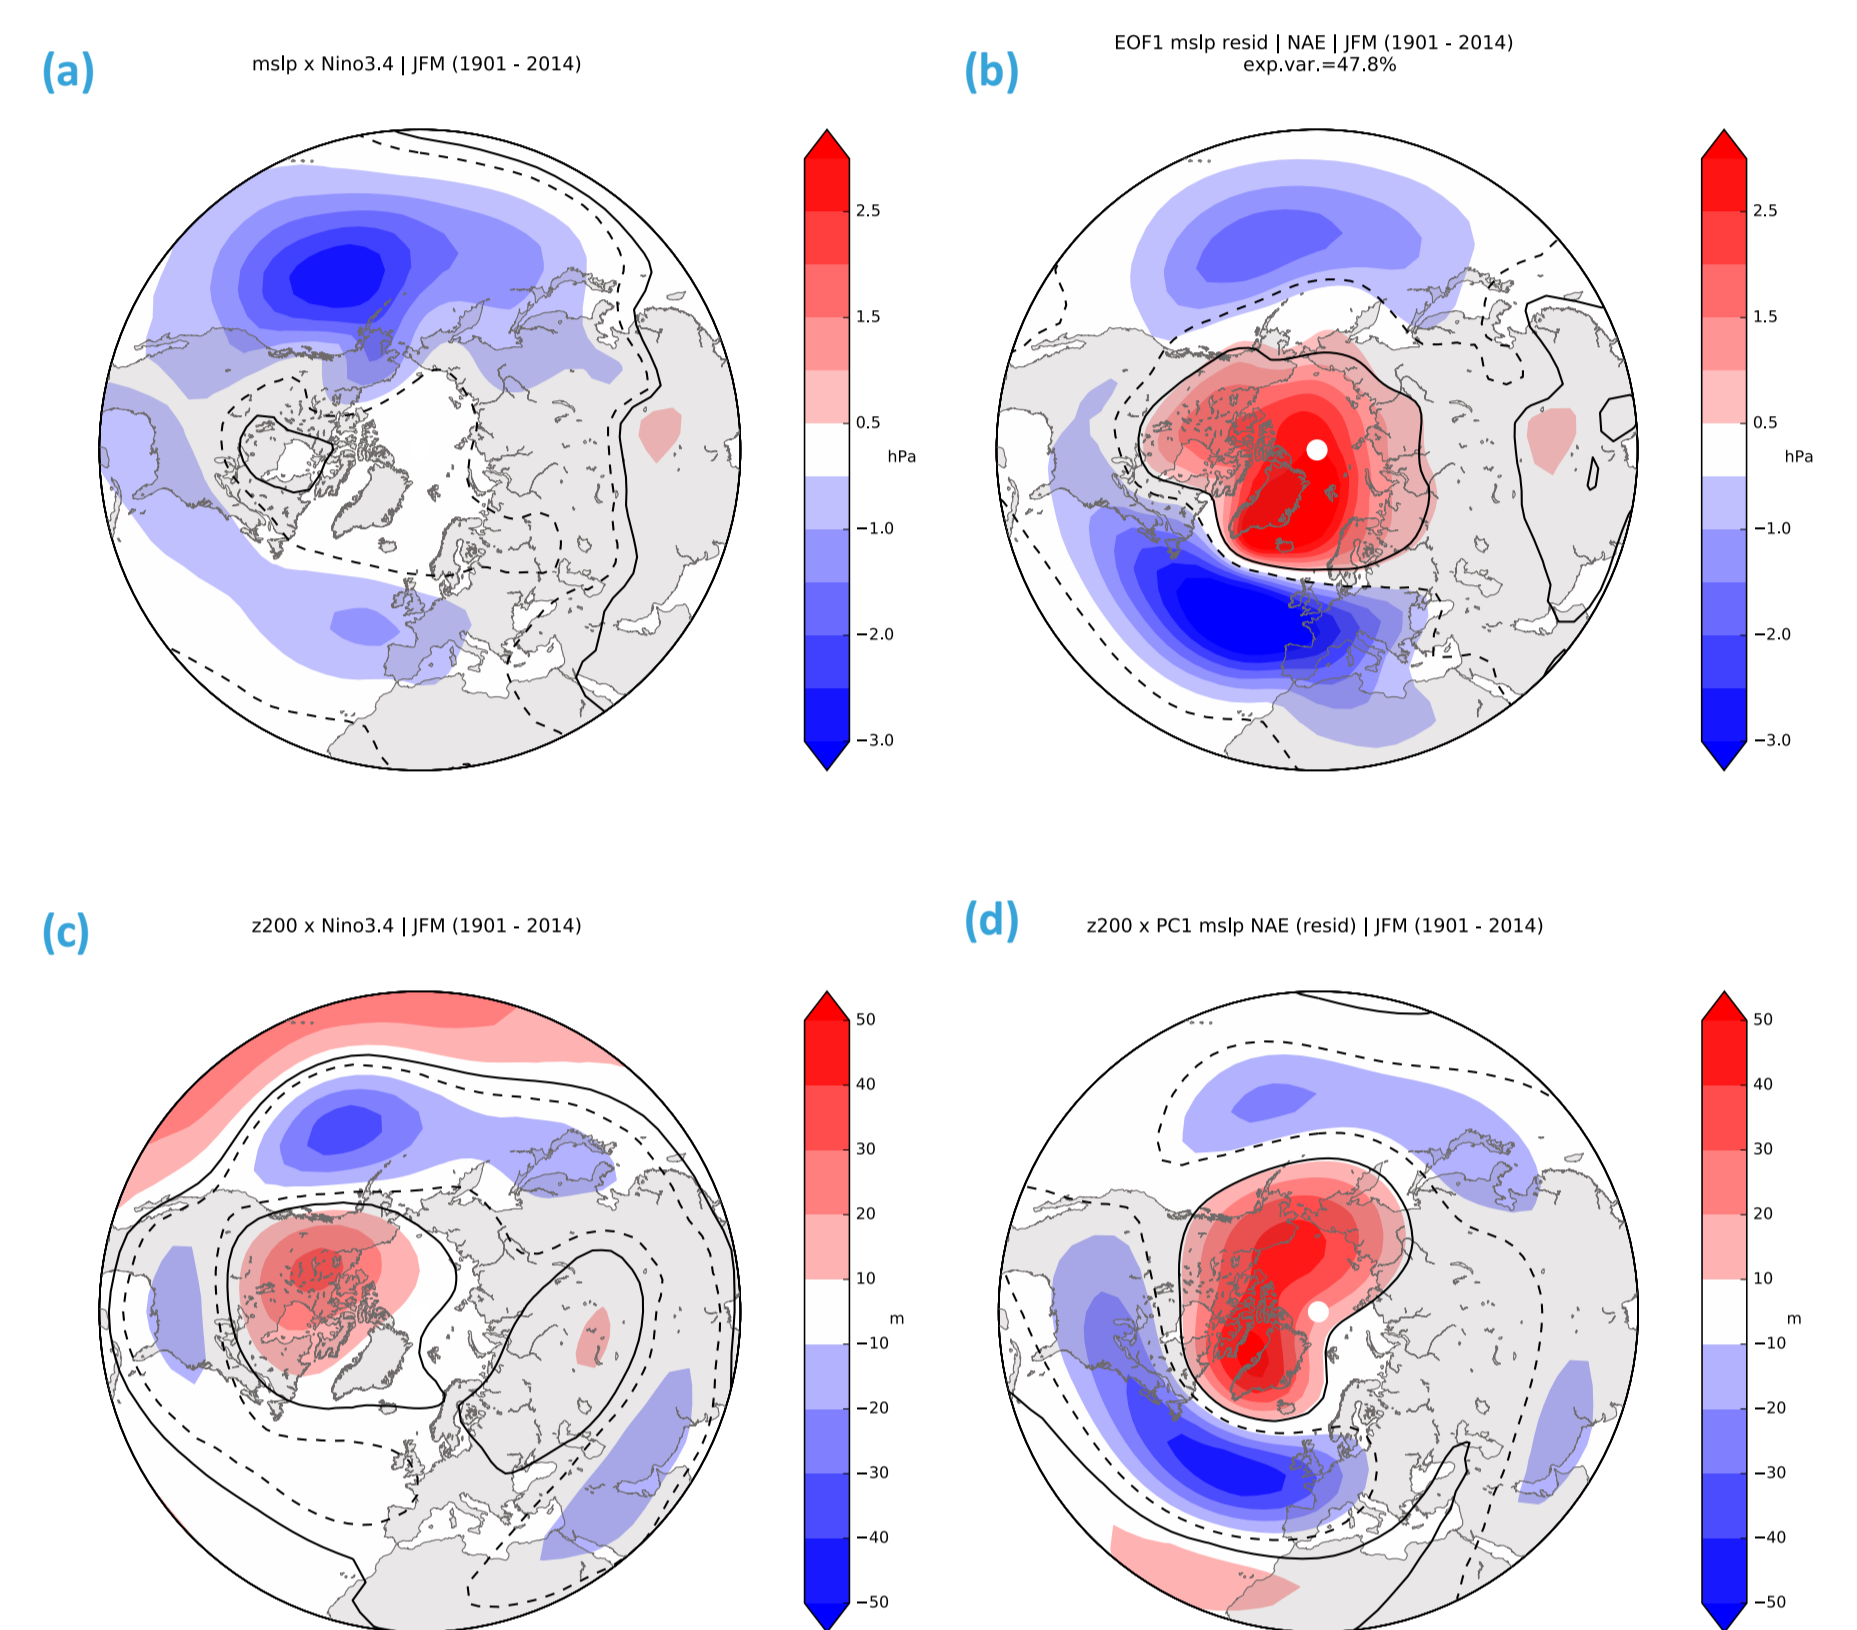 (a)
mslp x Nino3.4 | JFM (1901 - 2014)
2.5
1.5
0.5
hPa
−1.0
−2.0
−3.0
(b)
EOF1 mslp resid | NAE | JFM (1901 - 2014)
exp.var.=47.8%
2.5
1.5
0.5
hPa
−1.0
−2.0
−3.0
(c)
z200 x Nino3.4 | JFM (1901 - 2014)
50
40
30
20
10
m
−10
−20
−30
−40
−50
(d)
z200 x PC1 mslp NAE (resid) | JFM (1901 - 2014)
50
40
30
20
10
m
−10
−20
−30
−40
−50